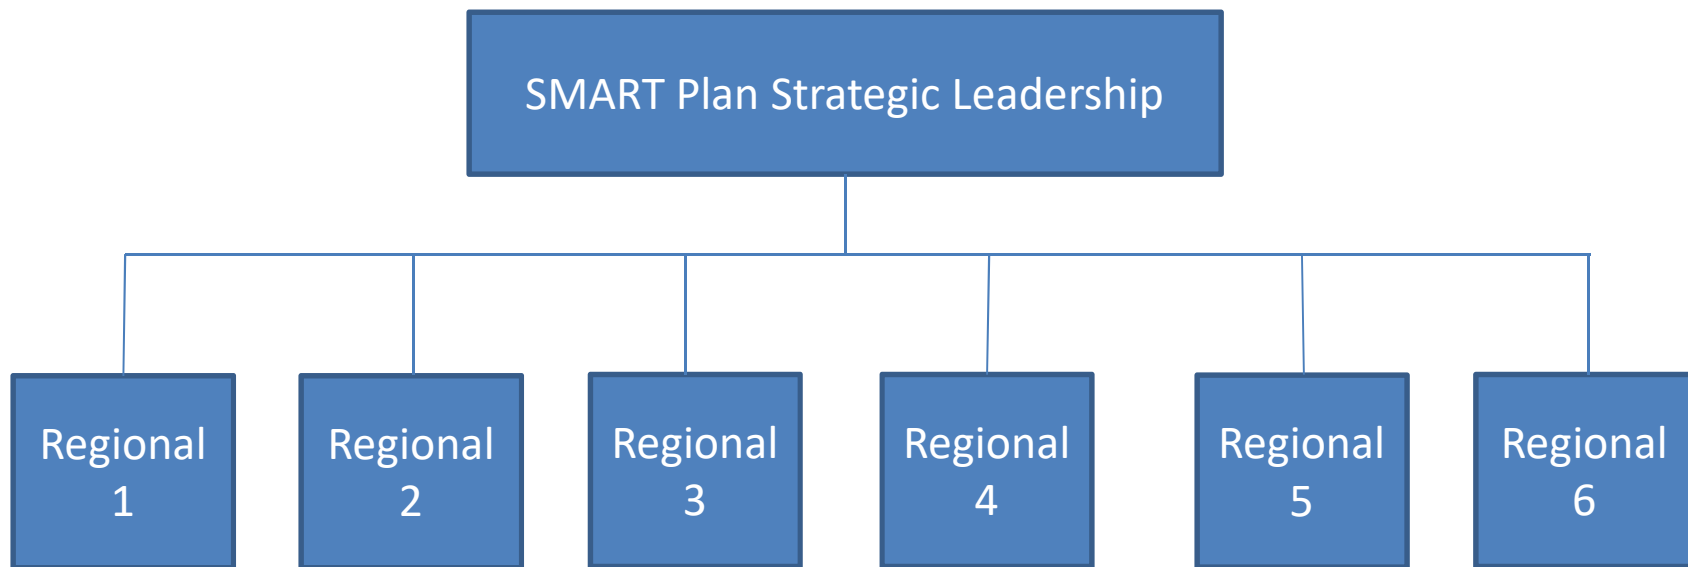 SMART Plan Strategic Leadership
Regional
1
Regional
2
Regional
3
Regional
4
Regional
5
Regional
6